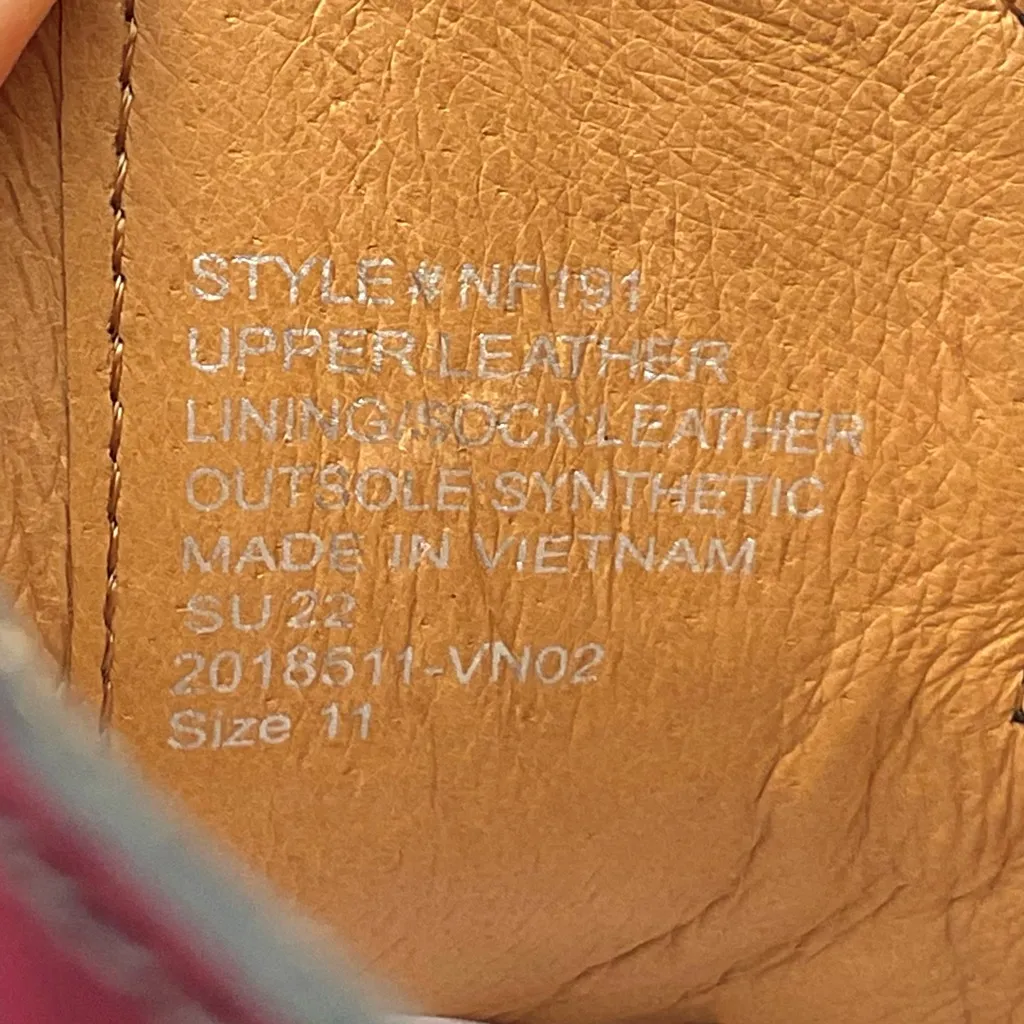 STYLE# NF191
UPPER:LEATHER
LINING/SOCK:LEATHER
OUTSOLE:SYNTHETIC
MADE IN VIETNAM
SU 22
2018511-VN02
Size 11